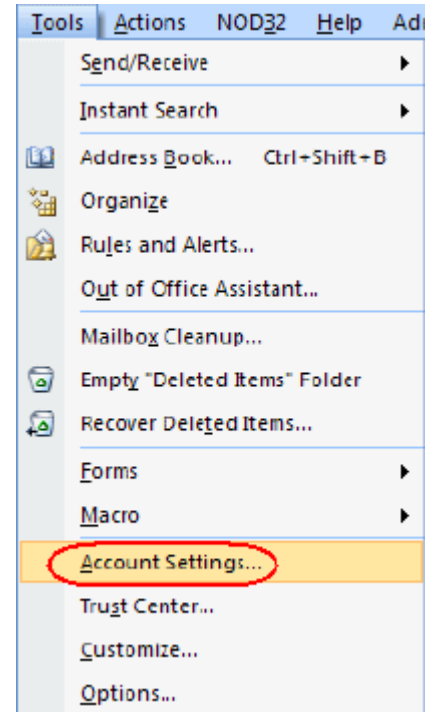 Tools Actions NOD32 Help
Send/Receive
Instant Search
Address Book... Ctrl+Shift+B
Organize
Rules and Alerts...
Out of Office Assistant...
Mailbox Cleanup...
Empty "Deleted Items" Folder
Recover Deleted Items...
Forms
Macro
Account Settings...
Trust Center...
Customize...
Options...